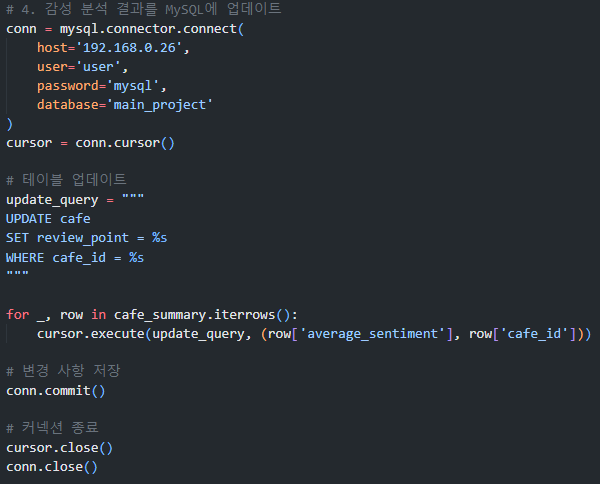 # 4. 감성 분석 결과를 MySQL에 업데이트
conn = mysql.connector.connect(
    host='192.168.0.26',
    user='user',
    password='mysql',
    database='main_project'
)
cursor = conn.cursor()

# 테이블 업데이트
update_query = """
UPDATE cafe
SET review_point = %s
WHERE cafe_id = %s
"""

for _, row in cafe_summary.iterrows():
    cursor.execute(update_query, (row['average_sentiment'], row['cafe_id']))

# 변경 사항 저장
conn.commit()

# 커넥션 종료
cursor.close()
conn.close()